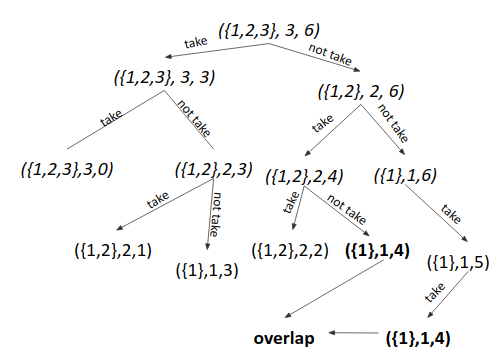 ({1,2,3}, 3, 6)
take
not take
({1,2,3}, 3, 3)
({1,2}, 2, 6)
take
not take
take
not take
({1,2,3},3,0)
({1,2},2,3)
({1,2},2,4)
({1},1,6)
take
not take
take
not take
take
({1,2},2,1)
({1},1,3)
({1,2},2,2)
({1},1,4)
({1},1,5)
take
overlap
({1},1,4)